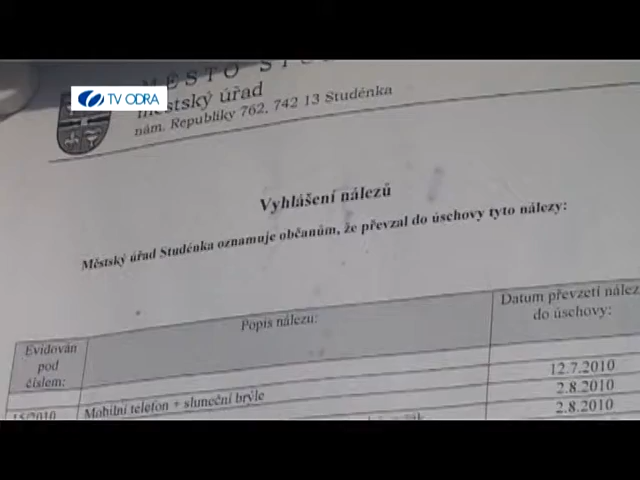 TV ODRA
MĚSTO
městský úřad
nám. Republiky 762, 742 13 Studénka
Vyhlášení nálezů
Městský úřad Studénka oznamuje občanům, že převzal do úschovy tyto nálezy:
Evidován pod číslem:
Popis nálezu:
Datum převzetí nálezu
do úschovy:
12.7.2010
15/2010 Mobilní telefon + sluneční brýle 2.8.2010
2.8.2010